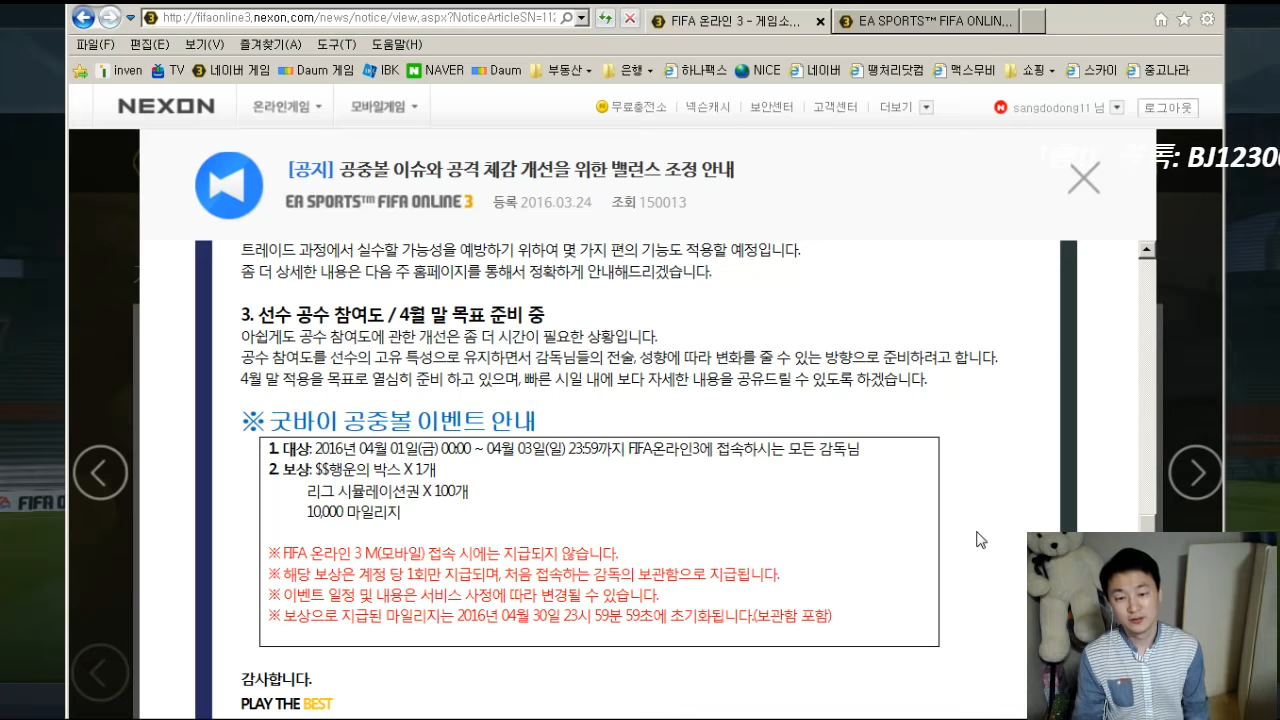 http://fifaonline3.nexon.com/news/notice/view.aspx?NoticeArticleSN=112
FIFA 온라인 3 - 게임소...
EA SPORTS™ FIFA ONLIN...
파일(F) 편집(E) 보기(V) 즐겨찾기(A) 도구(T) 도움말(H)
inven TV 네이버 게임 Daum 게임 IBK NAVER Daum 부동산 은행 하나팩스 NICE 네이버 땡처리닷컴 맥스무비 쇼핑 스카이 중고나라
NEXON 온라인게임 모바일게임 무료충전소 넥슨캐시 보안센터 고객센터 더보기 sangdodong11 님 로그아웃
[공지] 공중볼 이슈와 공격 체감 개선을 위한 밸런스 조정 안내
EA SPORTS™ FIFA ONLINE 3 등록 2016.03.24 조회 150013
톡: BJ12300
트레이드 과정에서 실수할 가능성을 예방하기 위하여 몇 가지 편의 기능도 적용할 예정입니다.
좀 더 상세한 내용은 다음 주 홈페이지를 통해서 정확하게 안내해드리겠습니다.
3. 선수 공수 참여도 / 4월 말 목표 준비 중
아쉽게도 공수 참여도에 관한 개선은 좀 더 시간이 필요한 상황입니다.
공수 참여도를 선수의 고유 특성으로 유지하면서 감독님들의 전술, 성향에 따라 변화를 줄 수 있는 방향으로 준비하려고 합니다.
4월 말 적용을 목표로 열심히 준비 하고 있으며, 빠른 시일 내에 보다 자세한 내용을 공유드릴 수 있도록 하겠습니다.
※ 굿바이 공중볼 이벤트 안내
1. 대상: 2016년 04월 01일(금) 00:00 ~ 04월 03일(일) 23:59까지 FIFA온라인3에 접속하시는 모든 감독님
2. 보상: $$행운의 박스 X 1개
리그 시뮬레이션권 X 100개
10,000 마일리지
※ FIFA 온라인 3 M(모바일) 접속 시에는 지급되지 않습니다.
※ 해당 보상은 계정 당 1회만 지급되며, 처음 접속하는 감독의 보관함으로 지급됩니다.
※ 이벤트 일정 및 내용은 서비스 사정에 따라 변경될 수 있습니다.
※ 보상으로 지급된 마일리지는 2016년 04월 30일 23시 59분 59초에 초기화됩니다.(보관함 포함)
감사합니다.
PLAY THE BEST
FIFA O